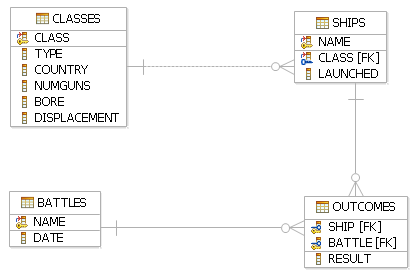 CLASSES
CLASS
TYPE
COUNTRY
NUMGUNS
BORE
DISPLACEMENT
SHIPS
NAME
CLASS [FK]
LAUNCHED
BATTLES
NAME
DATE
OUTCOMES
SHIP [FK]
BATTLE [FK]
RESULT